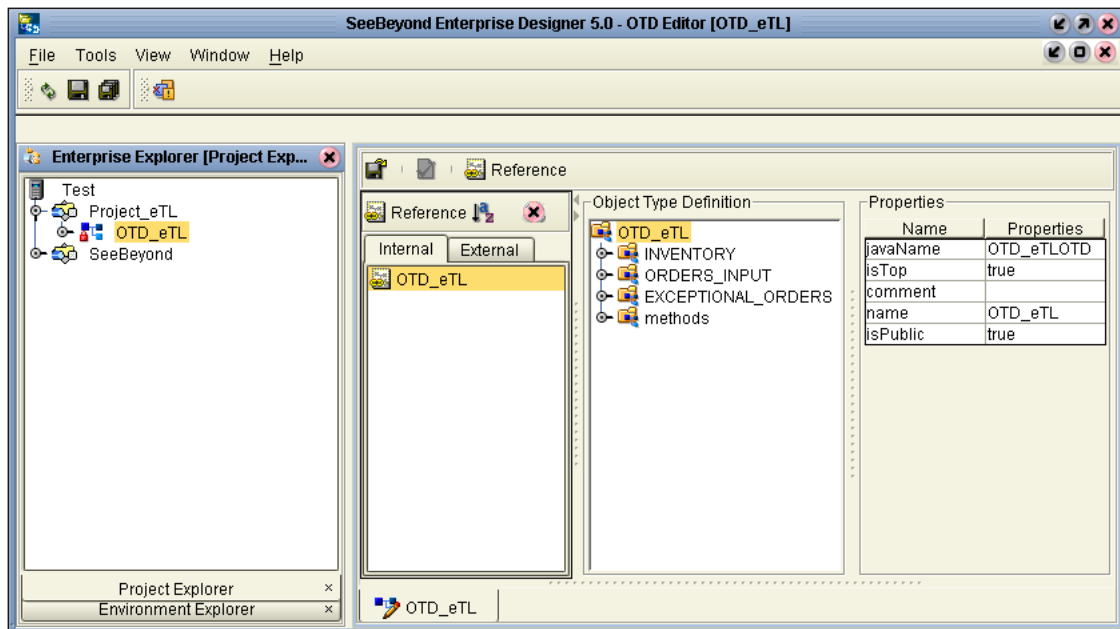 SeeBeyond Enterprise Designer 5.0 - OTD Editor [OTD_eTL]
File Tools View Window Help
Enterprise Explorer [Project Exp...
Test
Project_eTL
OTD_eTL
SeeBeyond
Project Explorer
Environment Explorer
Reference
Reference
Internal External
OTD_eTL
Object Type Definition
OTD_eTL
INVENTORY
ORDERS_INPUT
EXCEPTIONAL_ORDERS
methods
Properties
Name Properties
javaName OTD_eTLOTD
isTop true
comment
name OTD_eTL
isPublic true
OTD_eTL